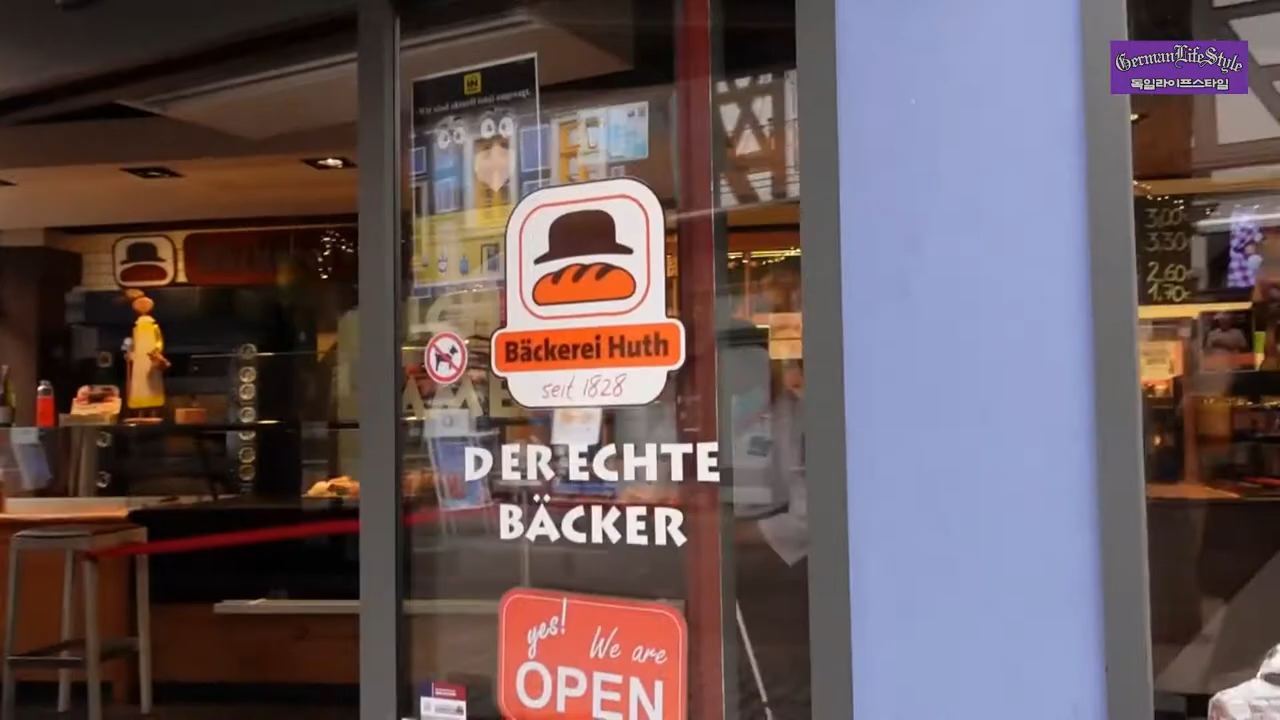 GermanLifeStyle
독일라이프스타일
Bäckerei Huth
seit 1828
DER ECHTE
BÄCKER
yes!
We are
OPEN
3.00
3.30
2.60
1.70